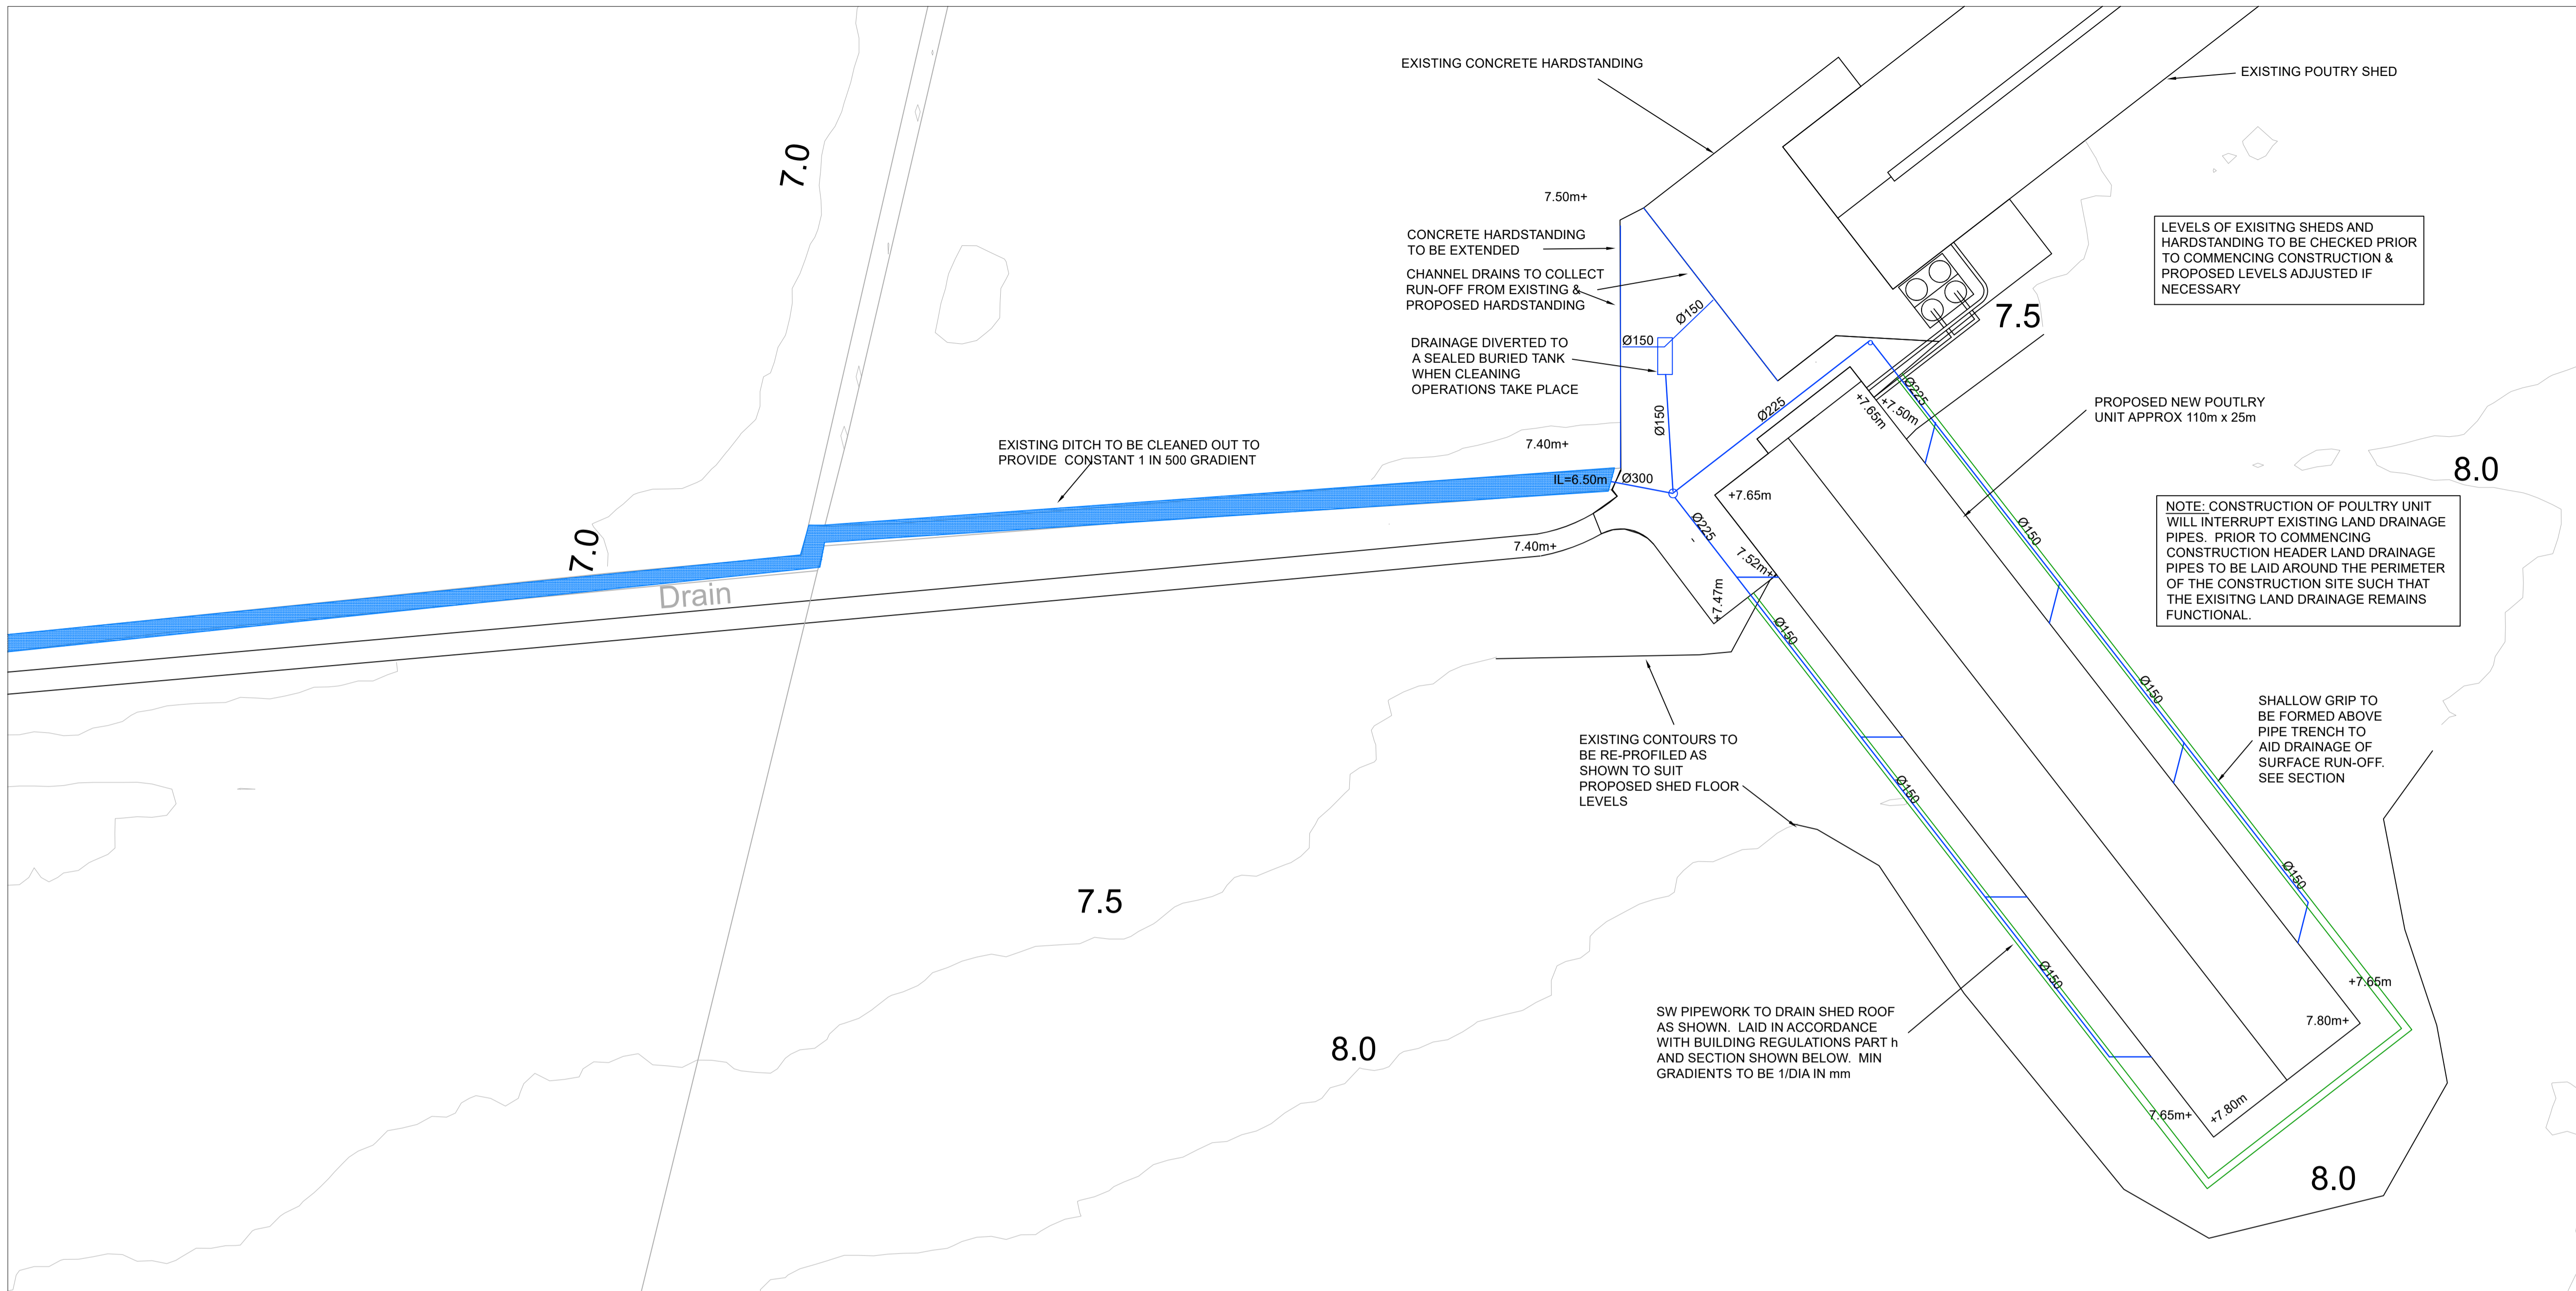 EXISTING CONCRETE HARDSTANDING
EXISTING POUTRY SHED
7.0
7.50m+
CONCRETE HARDSTANDING
TO BE EXTENDED
CHANNEL DRAINS TO COLLECT
RUN-OFF FROM EXISTING &
PROPOSED HARDSTANDING
DRAINAGE DIVERTED TO
A SEALED BURIED TANK
WHEN CLEANING
OPERATIONS TAKE PLACE
Ø150
Ø150
Ø150
Ø225
LEVELS OF EXISITNG SHEDS AND
HARDSTANDING TO BE CHECKED PRIOR
TO COMMENCING CONSTRUCTION &
PROPOSED LEVELS ADJUSTED IF
NECESSARY
7.5
Ø225
+7.50m
+7.65m
PROPOSED NEW POUTLRY
UNIT APPROX 110m x 25m
EXISTING DITCH TO BE CLEANED OUT TO
PROVIDE  CONSTANT 1 IN 500 GRADIENT
7.40m+
IL=6.50m
Ø300
+7.65m
8.0
NOTE: CONSTRUCTION OF POULTRY UNIT
WILL INTERRUPT EXISTING LAND DRAINAGE
PIPES.  PRIOR TO COMMENCING
CONSTRUCTION HEADER LAND DRAINAGE
PIPES TO BE LAID AROUND THE PERIMETER
OF THE CONSTRUCTION SITE SUCH THAT
THE EXISITNG LAND DRAINAGE REMAINS
FUNCTIONAL.
7.0
Drain
7.40m+
Ø225
7.52m+
+7.47m
Ø150
Ø150
Ø150
SHALLOW GRIP TO
BE FORMED ABOVE
PIPE TRENCH TO
AID DRAINAGE OF
SURFACE RUN-OFF.
SEE SECTION
EXISTING CONTOURS TO
BE RE-PROFILED AS
SHOWN TO SUIT
PROPOSED SHED FLOOR
LEVELS
Ø150
Ø150
7.5
Ø150
+7.65m
7.80m+
SW PIPEWORK TO DRAIN SHED ROOF
AS SHOWN.  LAID IN ACCORDANCE
WITH BUILDING REGULATIONS PART h
AND SECTION SHOWN BELOW.  MIN
GRADIENTS TO BE 1/DIA IN mm
8.0
7.65m+
+7.80m
8.0